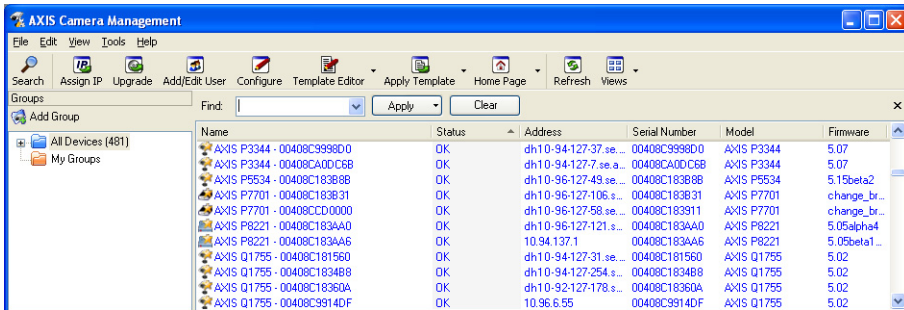 AXIS Camera Management
File Edit View Tools Help
Search Assign IP Upgrade Add/Edit User Configure Template Editor Apply Template Home Page Refresh Views
Groups
Add Group
All Devices (481)
My Groups
Find: Apply Clear
Name Status Address Serial Number Model Firmware
AXIS P3344 - 00408C9998D0 OK dh10-94-127-37.se.... 00408C9998D0 AXIS P3344 5.07
AXIS P3344 - 00408CA0DC6B OK dh10-94-127-7.se.a... 00408CA0DC6B AXIS P3344 5.07
AXIS P5534 - 00408C183B8B OK dh10-96-127-49.se.... 00408C183B8B AXIS P5534 5.15beta2
AXIS P7701 - 00408C183B31 OK dh10-96-127-106.s... 00408C183B31 AXIS P7701 change_br...
AXIS P7701 - 00408CCD0000 OK dh10-96-127-58.se.... 00408C183911 AXIS P7701 change_br...
AXIS P8221 - 00408C183AA0 OK dh10-96-127-121.s... 00408C183AA0 AXIS P8221 5.05alpha4
AXIS P8221 - 00408C183AA6 OK 10.94.137.1 00408C183AA6 AXIS P8221 5.05beta1...
AXIS Q1755 - 00408C181560 OK dh10-94-127-31.se.... 00408C181560 AXIS Q1755 5.02
AXIS Q1755 - 00408C1834B8 OK dh10-94-127-254.s... 00408C1834B8 AXIS Q1755 5.02
AXIS Q1755 - 00408C18360A OK dh10-92-127-178.s... 00408C18360A AXIS Q1755 5.02
AXIS Q1755 - 00408C9914DF OK 10.96.6.55 00408C9914DF AXIS Q1755 5.02